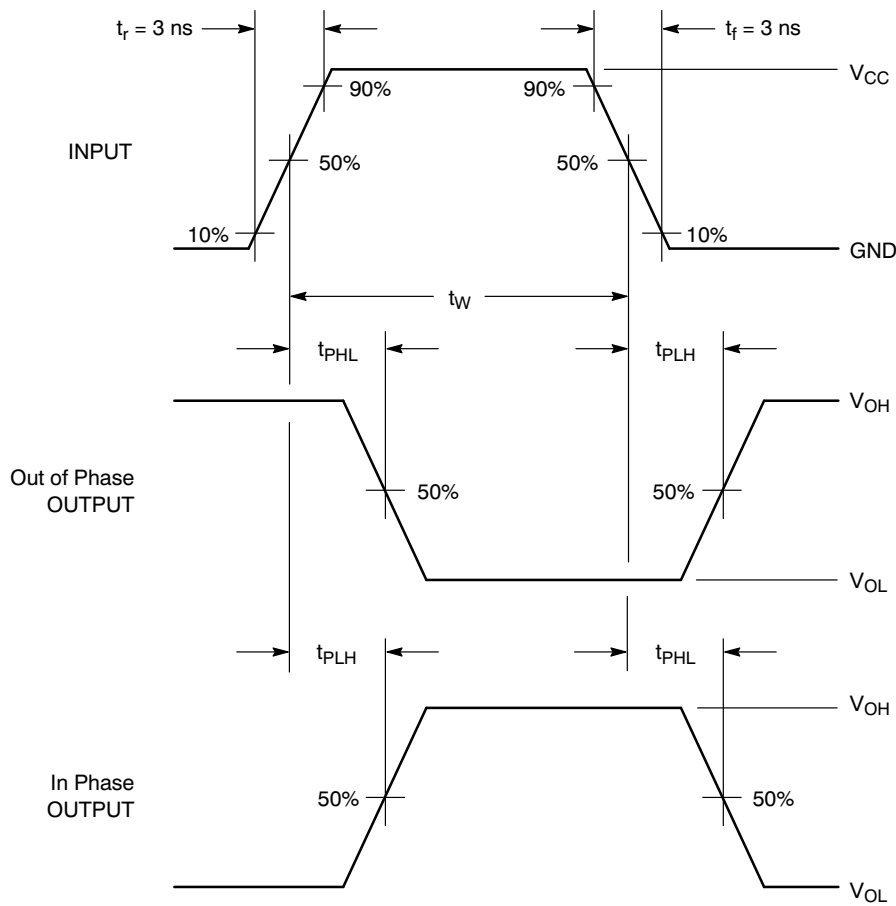 t_r = 3 ns
t_f = 3 ns
V_CC
90%
90%
INPUT
50%
50%
10%
10%
GND
t_W
t_PHL
t_PLH
V_OH
Out of Phase
OUTPUT
50%
50%
V_OL
t_PLH
t_PHL
V_OH
In Phase
OUTPUT
50%
50%
V_OL